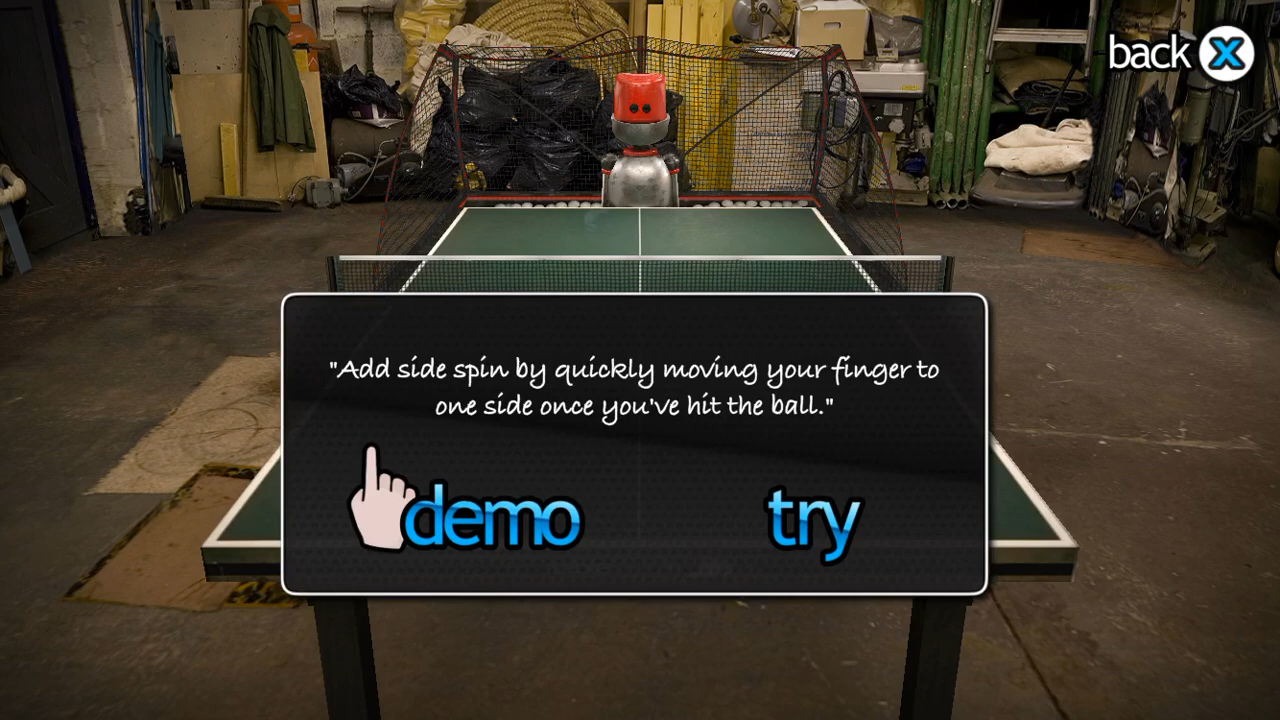 back X
"Add side spin by quickly moving your finger to
one side once you've hit the ball."
demo try